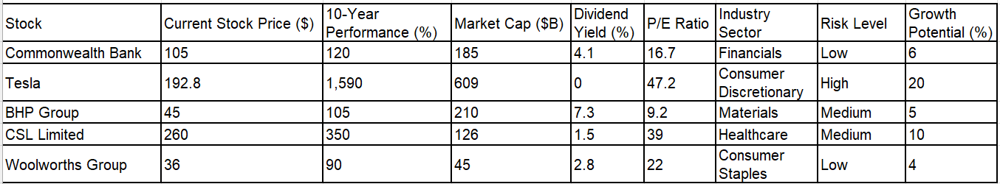 Stock Current Stock Price ($) 10-Year Performance (%) Market Cap ($B) Dividend Yield (%) P/E Ratio Industry Sector Risk Level Growth Potential (%)
Commonwealth Bank 105 120 185 4.1 16.7 Financials Low 6
Tesla 192.8 1,590 609 0 47.2 Consumer Discretionary High 20
BHP Group 45 105 210 7.3 9.2 Materials Medium 5
CSL Limited 260 350 126 1.5 39 Healthcare Medium 10
Woolworths Group 36 90 45 2.8 22 Consumer Staples Low 4